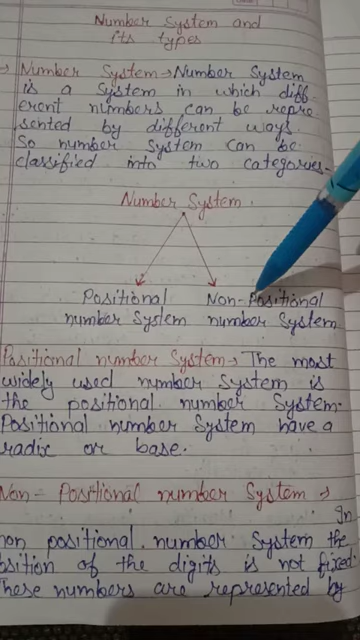 Number System and
its types
→ Number System → Number System
is a System in which diff-
erent numbers can be repre
sented by different ways.
So number System can be
classified into two categories-
Number System.
Positional Non-Positional
number System number System
Positional number System → The most
widely used number System is
the positional number System.
Positional number System have a
radix or base.
Non-Positional number System →
In
non positional number System the
osition of the digits is not fixed.
These numbers are represented by